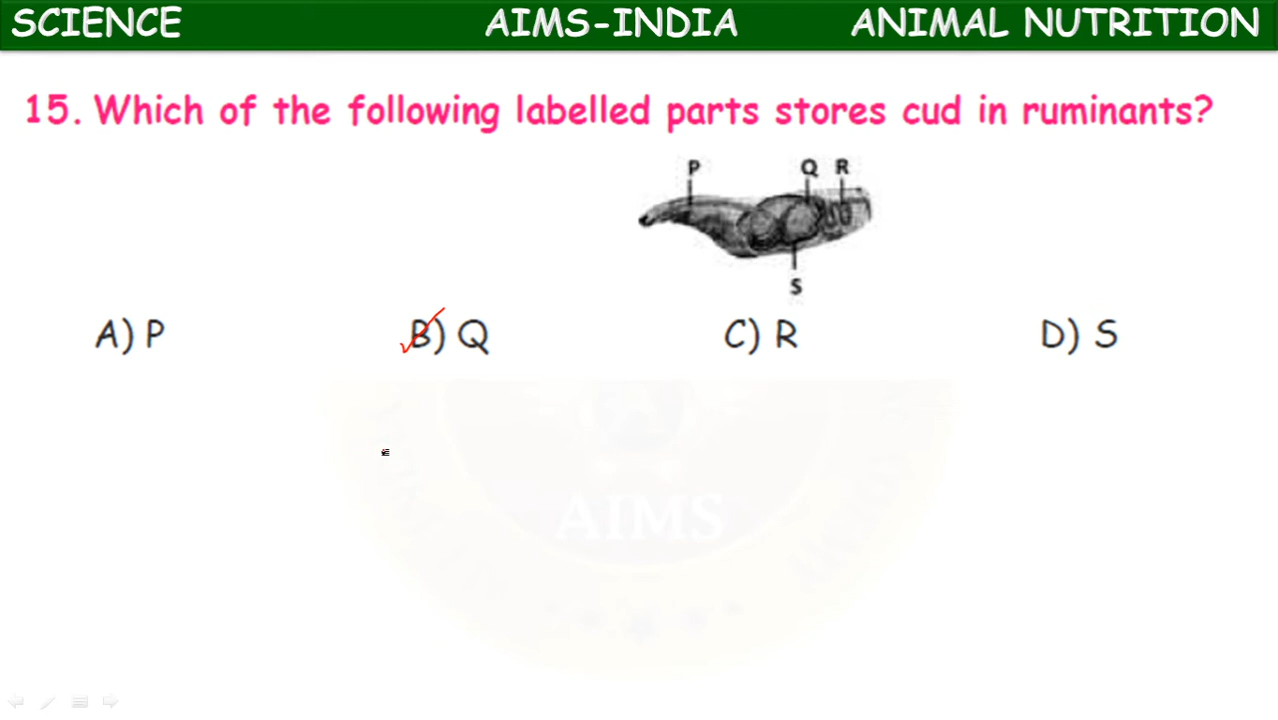 SCIENCE AIMS-INDIA ANIMAL NUTRITION
15. Which of the following labelled parts stores cud in ruminants?
P Q R
S
A) P B) Q C) R D) S
AIMS